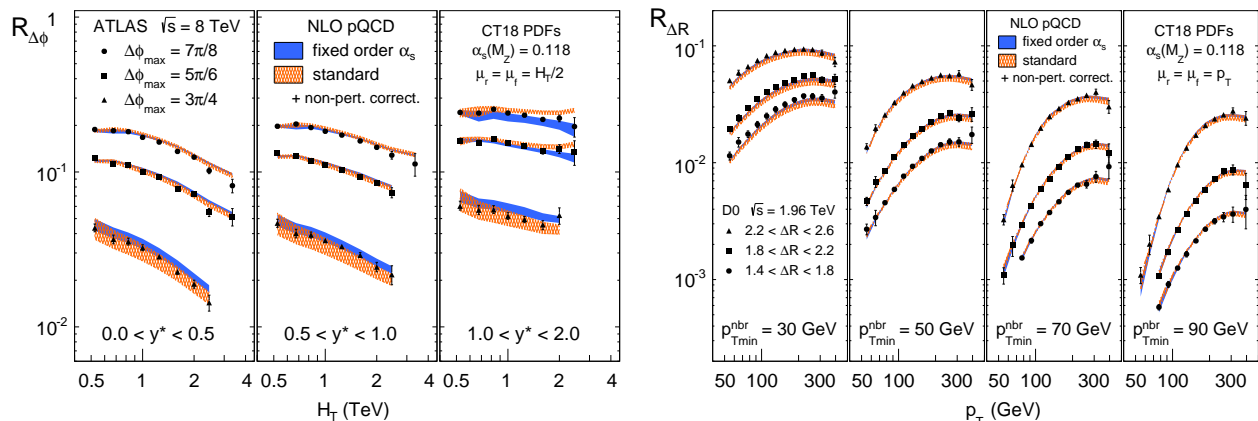 R_Δϕ
1
10^-1
10^-2
ATLAS √s = 8 TeV
Δϕ_max = 7π/8
Δϕ_max = 5π/6
Δϕ_max = 3π/4
0.0 < y* < 0.5
NLO pQCD
fixed order α_s
standard
+ non-pert. correct.
0.5 < y* < 1.0
CT18 PDFs
α_s(M_Z) = 0.118
μ_r = μ_f = H_T/2
1.0 < y* < 2.0
0.5 1 2 0.5 1 2 0.5 1 2 4
H_T (TeV)
R_ΔR
10^-1
10^-2
10^-3
D0 √s = 1.96 TeV
2.2 < ΔR < 2.6
1.8 < ΔR < 2.2
1.4 < ΔR < 1.8
p_Tmin^nbr = 30 GeV
p_Tmin^nbr = 50 GeV
NLO pQCD
fixed order α_s
standard
+ non-pert. correct.
p_Tmin^nbr = 70 GeV
CT18 PDFs
α_s(M_Z) = 0.118
μ_r = μ_f = p_T
p_Tmin^nbr = 90 GeV
50 100 300 50 100 300 50 100 300 50 100 300
p_T (GeV)